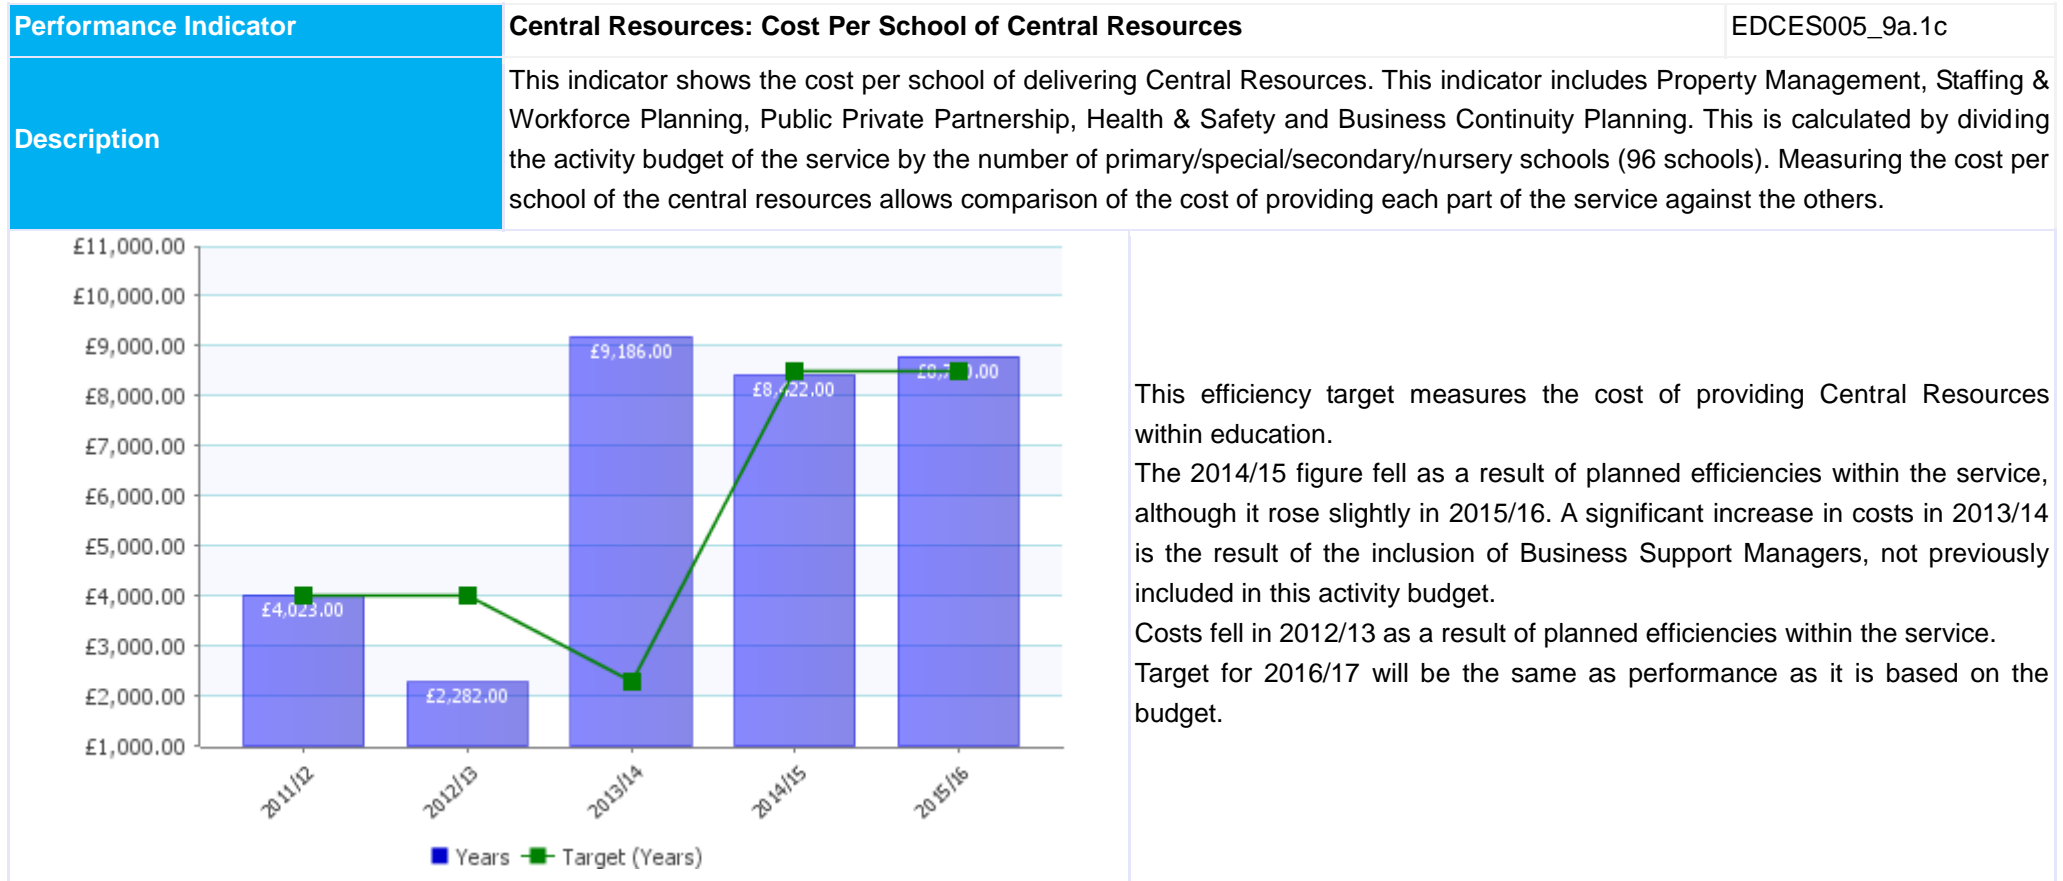 Performance Indicator
Central Resources: Cost Per School of Central Resources
EDCES005_9a.1c
Description
This indicator shows the cost per school of delivering Central Resources. This indicator includes Property Management, Staffing &
Workforce Planning, Public Private Partnership, Health & Safety and Business Continuity Planning. This is calculated by dividing
the activity budget of the service by the number of primary/special/secondary/nursery schools (96 schools). Measuring the cost per
school of the central resources allows comparison of the cost of providing each part of the service against the others.
£11,000.00
£10,000.00
£9,000.00
£8,000.00
£7,000.00
£6,000.00
£5,000.00
£4,000.00
£3,000.00
£2,000.00
£1,000.00
£4,023.00
£2,282.00
£9,186.00
£8,422.00
2011/12
2012/13
2013/14
2014/15
2015/16
Years
Target (Years)
This efficiency target measures the cost of providing Central Resources
within education.
The 2014/15 figure fell as a result of planned efficiencies within the service,
although it rose slightly in 2015/16. A significant increase in costs in 2013/14
is the result of the inclusion of Business Support Managers, not previously
included in this activity budget.
Costs fell in 2012/13 as a result of planned efficiencies within the service.
Target for 2016/17 will be the same as performance as it is based on the
budget.